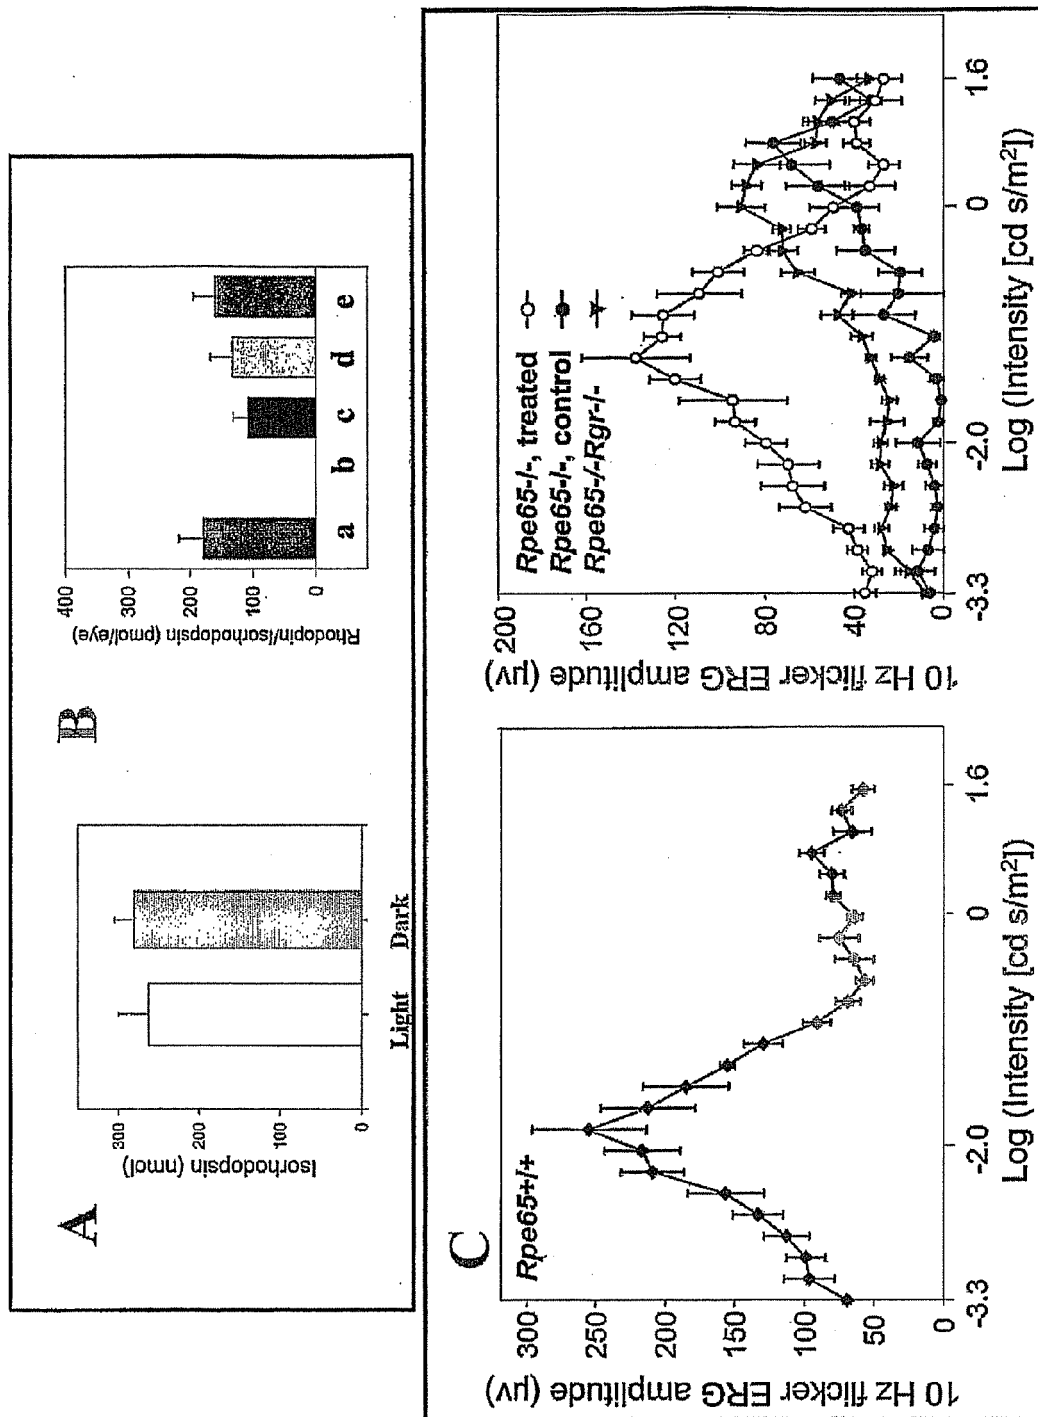 A
Isorhodopsin (nmol)
300
200
100
0
Light Dark
B
Rhodopin/Isorhodopsin (pmol/eye)
400
300
200
100
0
a b c d e
C
Rpe65+/+
10 Hz flicker ERG amplitude (µv)
300
250
200
150
100
50
0
-3.3 -2.0 0 1.6
Log (Intensity [cd s/m²])
10 Hz flicker ERG amplitude (µv)
200
160
120
80
40
0
Rpe65-/-, treated
Rpe65-/-, control
Rpe65-/-Rgr-/-
-3.3 -2.0 0 1.6
Log (Intensity [cd s/m²])